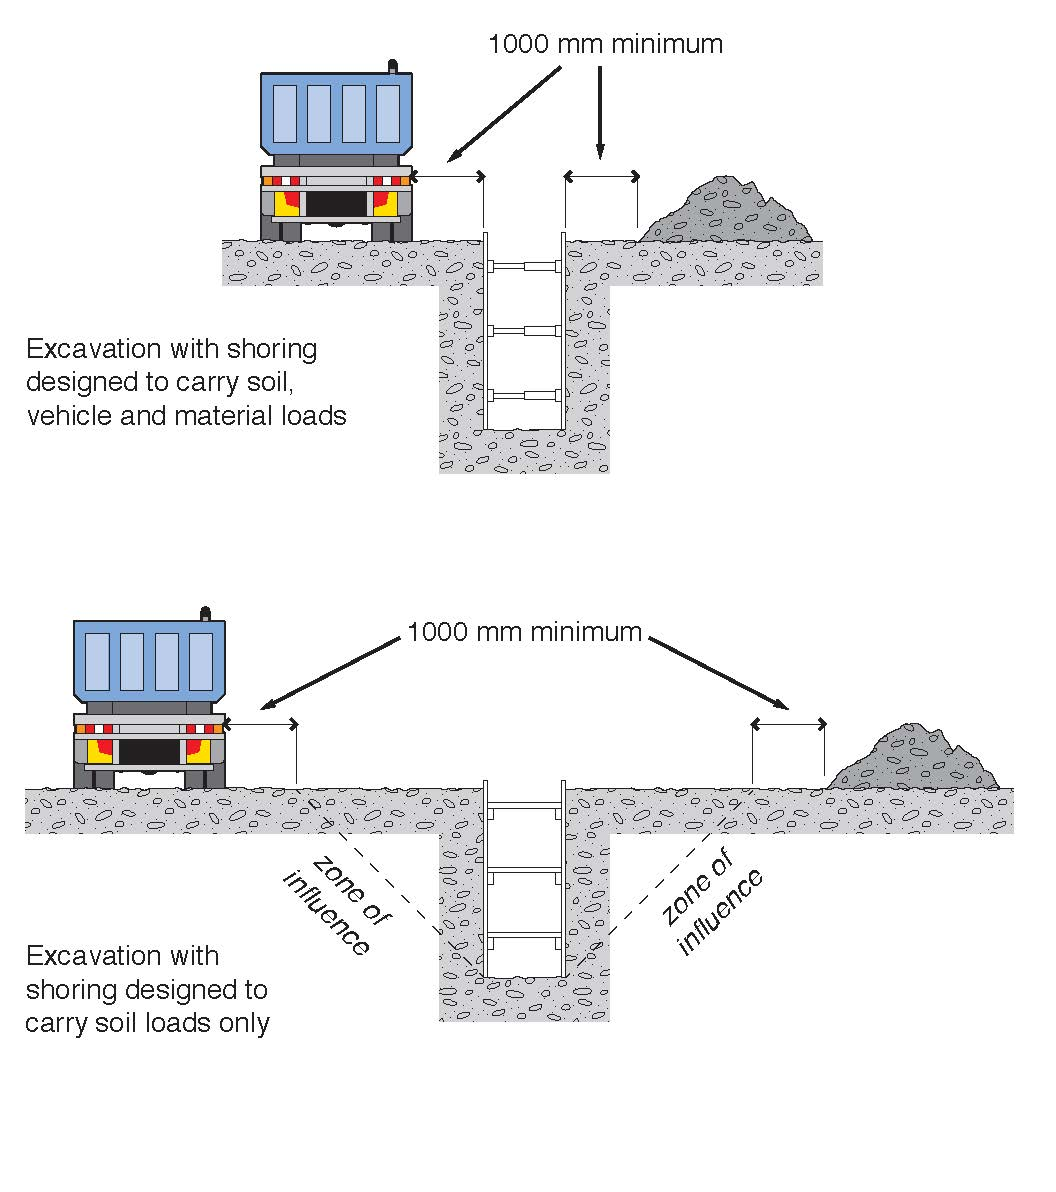 1000 mm minimum
Excavation with shoring
designed to carry soil,
vehicle and material loads
1000 mm minimum
zone of
influence
zone of
influence
Excavation with
shoring designed to
carry soil loads only